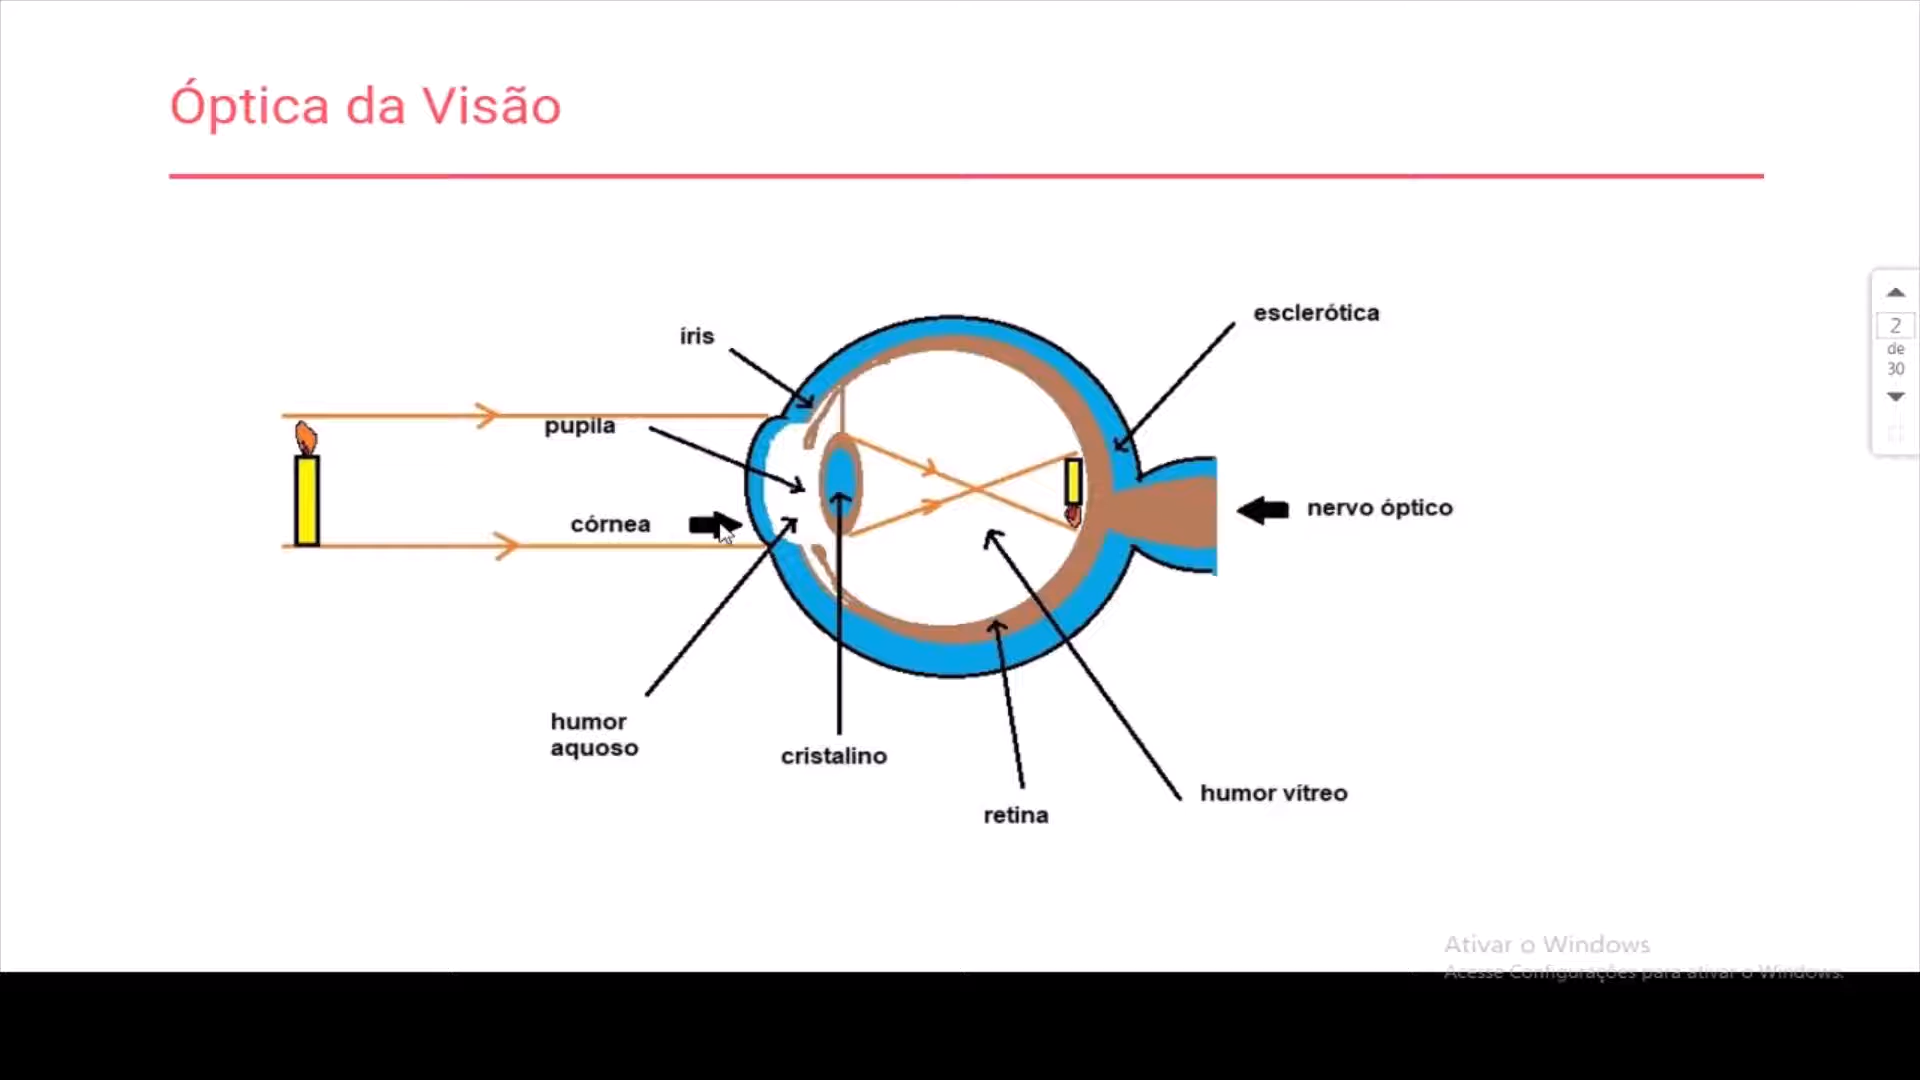 Óptica da Visão
esclerótica
íris
pupila
2
de
30
córnea
nervo óptico
humor
aquoso
cristalino
humor vítreo
retina
Ativar o Windows
Acesse Configurações para ativar o Windows.